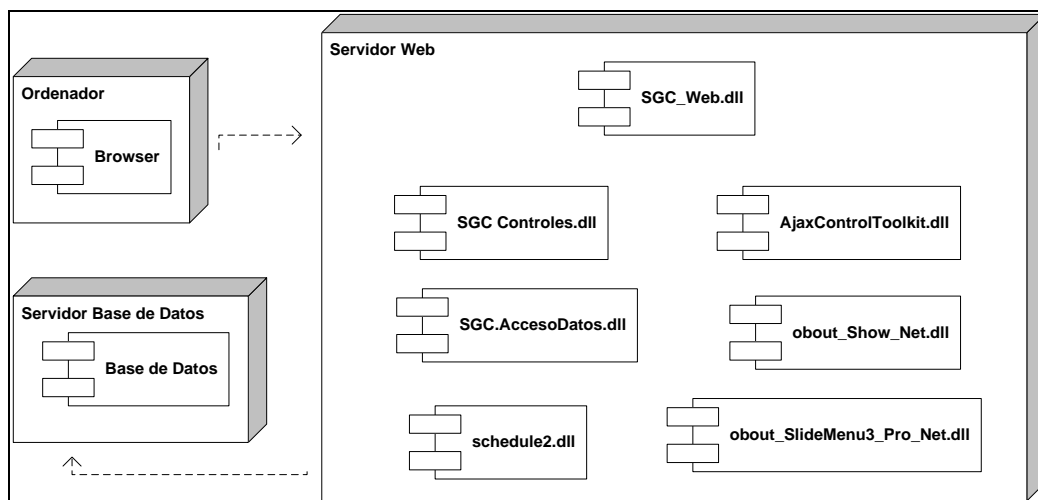 Servidor Web
Ordenador
Browser
SGC_Web.dll
SGC Controles.dll
AjaxControlToolkit.dll
Servidor Base de Datos
Base de Datos
SGC.AccesoDatos.dll
obout_Show_Net.dll
schedule2.dll
obout_SlideMenu3_Pro_Net.dll